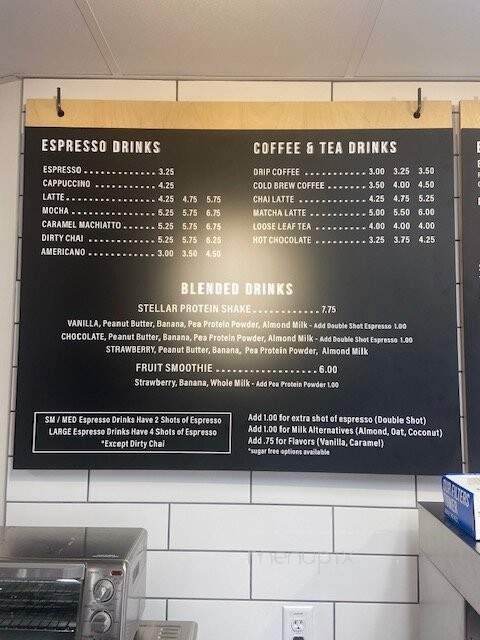 ESPRESSO DRINKS
ESPRESSO 3.25
CAPPUCCINO 4.25
LATTE 4.25 4.75 5.75
MOCHA 5.25 5.75 6.75
CARAMEL MACHIATTO 5.25 5.75 6.75
DIRTY CHAI 5.25 5.75 6.25
AMERICANO 3.00 3.50 4.50
COFFEE & TEA DRINKS
DRIP COFFEE 3.00 3.25 3.50
COLD BREW COFFEE 3.50 4.00 4.50
CHAI LATTE 4.25 4.75 5.25
MATCHA LATTE 5.00 5.50 6.00
LOOSE LEAF TEA 4.00 4.00 4.00
HOT CHOCOLATE 3.25 3.75 4.25
BLENDED DRINKS
STELLAR PROTEIN SHAKE 7.75
VANILLA, Peanut Butter, Banana, Pea Protein Powder, Almond Milk - Add Double Shot Espresso 1.00
CHOCOLATE, Peanut Butter, Banana, Pea Protein Powder, Almond Milk - Add Double Shot Espresso 1.00
STRAWBERRY, Peanut Butter, Banana, Pea Protein Powder, Almond Milk
FRUIT SMOOTHIE 6.00
Strawberry, Banana, Whole Milk - Add Pea Protein Powder 1.00
SM / MED Espresso Drinks Have 2 Shots of Espresso
LARGE Espresso Drinks Have 4 Shots of Espresso
*Except Dirty Chai
Add 1.00 for extra shot of espresso (Double Shot)
Add 1.00 for Milk Alternatives (Almond, Oat, Coconut)
Add .75 for Flavors (Vanilla, Caramel)
*sugar free options available
menupix